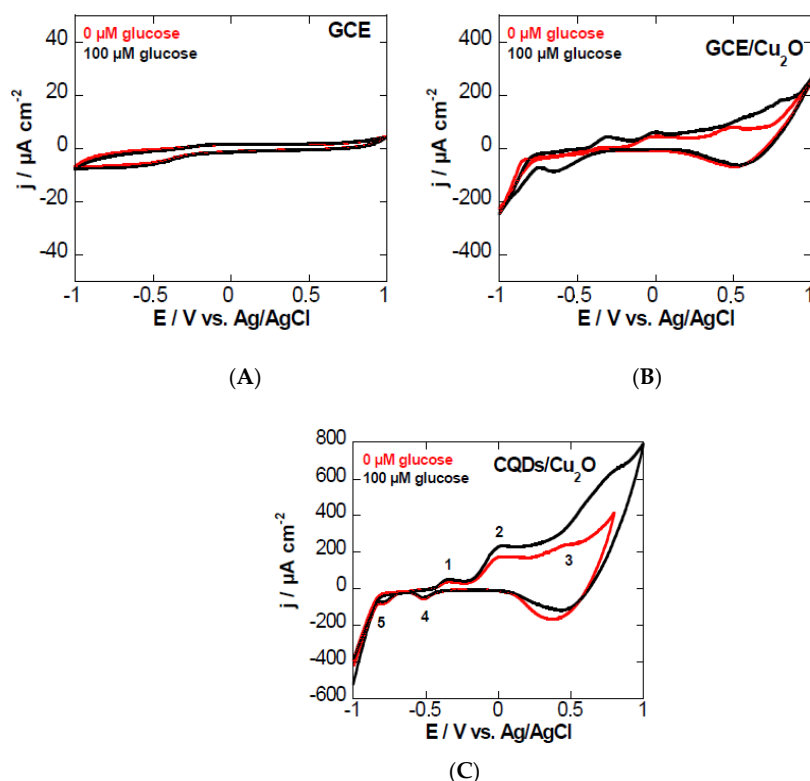 0 µM glucose
100 µM glucose
GCE
40
20
0
-20
-40
j / µA cm⁻²
-1 -0.5 0 0.5 1
E / V vs. Ag/AgCl
(A)
0 µM glucose
100 µM glucose
GCE/Cu₂O
400
200
0
-200
-400
j / µA cm⁻²
-1 -0.5 0 0.5 1
E / V vs. Ag/AgCl
(B)
0 µM glucose
100 µM glucose
CQDs/Cu₂O
800
600
400
200
0
-200
-400
-600
j / µA cm⁻²
1
2
3
4
5
-1 -0.5 0 0.5 1
E / V vs. Ag/AgCl
(C)